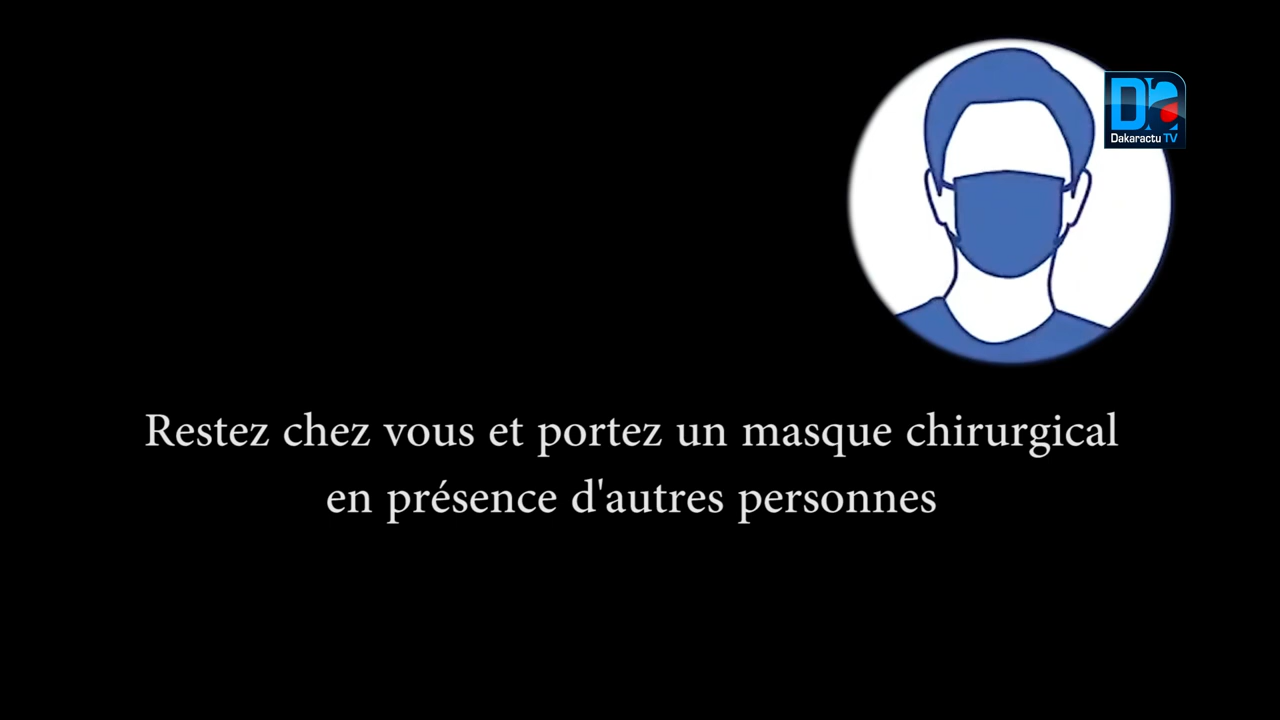 Dakaractu TV
Restez chez vous et portez un masque chirurgical
en présence d'autres personnes